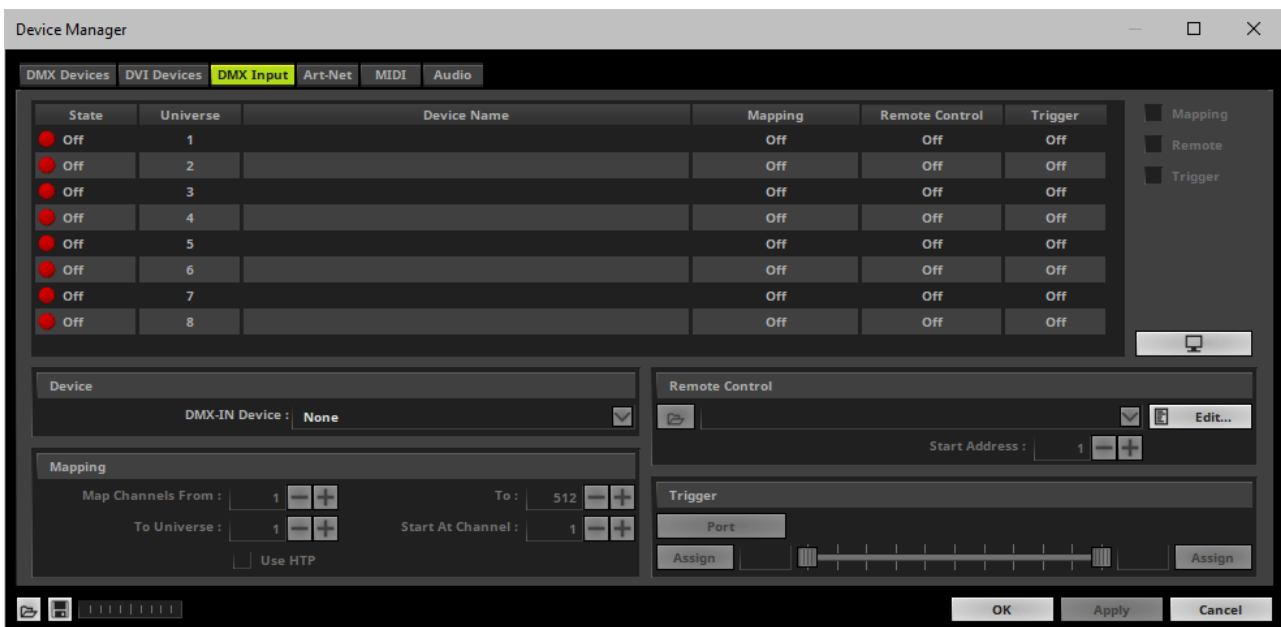 Device Manager
DMX Devices DVI Devices DMX Input Art-Net MIDI Audio
State Universe Device Name Mapping Remote Control Trigger
Off 1 Off Off Off
Off 2 Off Off Off
Off 3 Off Off Off
Off 4 Off Off Off
Off 5 Off Off Off
Off 6 Off Off Off
Off 7 Off Off Off
Off 8 Off Off Off
Mapping
Remote
Trigger
Device
DMX-IN Device : None
Mapping
Map Channels From : 1 To : 512
To Universe : 1 Start At Channel : 1
Use HTP
Remote Control
Edit...
Start Address : 1
Trigger
Port
Assign Assign
OK Apply Cancel